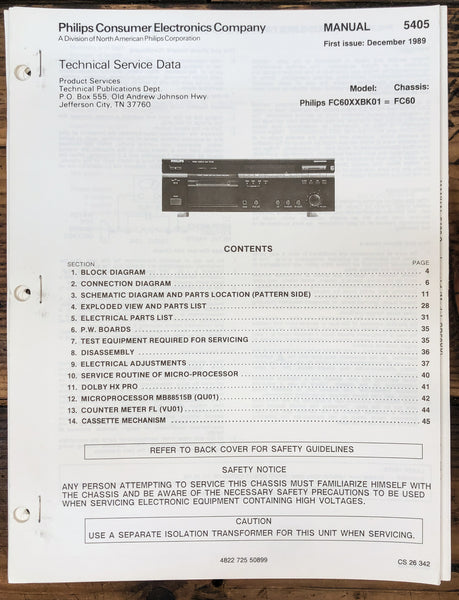 Philips Consumer Electronics Company
A Division of North American Philips Corporation
MANUAL 5405
First issue: December 1989
Technical Service Data
Product Services
Technical Publications Dept.
P.O. Box 555, Old Andrew Johnson Hwy.
Jefferson City, TN 37760
Model: Chassis:
Philips FC60XXBK01 = FC60
PHILIPS
CONTENTS
SECTION PAGE
1. BLOCK DIAGRAM 4
2. CONNECTION DIAGRAM 6
3. SCHEMATIC DIAGRAM AND PARTS LOCATION (PATTERN SIDE) 11
4. EXPLODED VIEW AND PARTS LIST 28
5. ELECTRICAL PARTS LIST 31
6. P.W. BOARDS 35
7. TEST EQUIPMENT REQUIRED FOR SERVICING 35
8. DISASSEMBLY 36
9. ELECTRICAL ADJUSTMENTS 37
10. SERVICE ROUTINE OF MICRO-PROCESSOR 40
11. DOLBY HX PRO 41
12. MICROPROCESSOR MB88515B (QU01) 42
13. COUNTER METER FL (VU01) 44
14. CASSETTE MECHANISM 45
REFER TO BACK COVER FOR SAFETY GUIDELINES
SAFETY NOTICE
ANY PERSON ATTEMPTING TO SERVICE THIS CHASSIS MUST FAMILIARIZE HIMSELF WITH
THE CHASSIS AND BE AWARE OF THE NECESSARY SAFETY PRECAUTIONS TO BE USED
WHEN SERVICING ELECTRONIC EQUIPMENT CONTAINING HIGH VOLTAGES.
CAUTION
USE A SEPARATE ISOLATION TRANSFORMER FOR THIS UNIT WHEN SERVICING.
4822 725 50899
CS 26 342